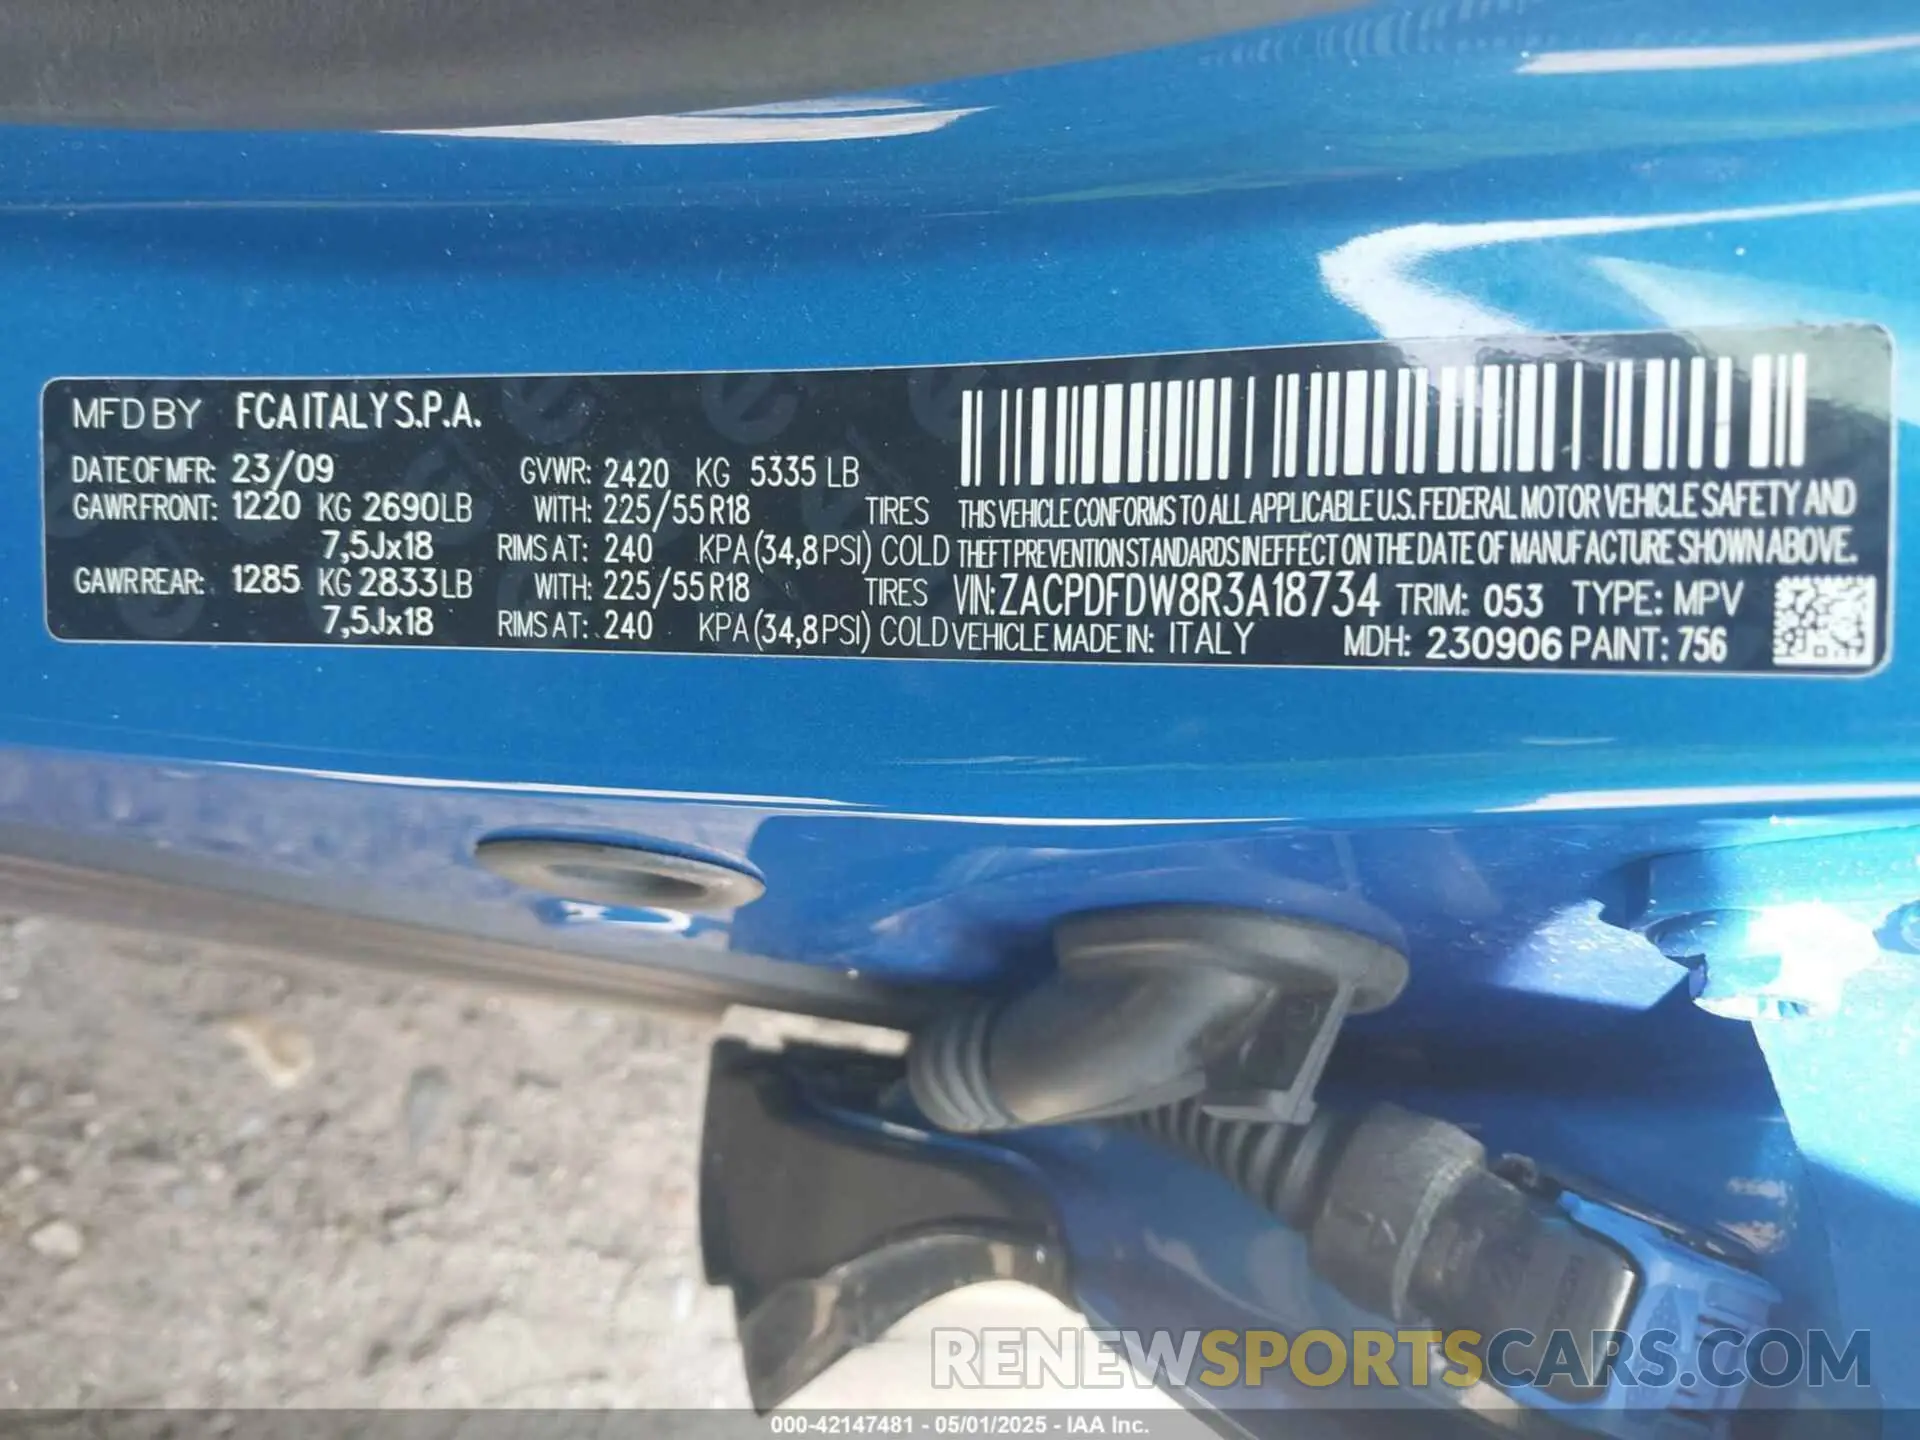 MFD BY FCA ITALY S.P.A.
DATE OF MFR: 23/09 GVWR: 2420 KG 5335 LB
GAWR FRONT: 1220 KG 2690 LB WITH: 225/55 R18 TIRES
7,5Jx18 RIMS AT: 240 KPA (34,8 PSI) COLD
GAWR REAR: 1285 KG 2833 LB WITH: 225/55 R18 TIRES
7,5Jx18 RIMS AT: 240 KPA (34,8 PSI) COLD
THIS VEHICLE CONFORMS TO ALL APPLICABLE U.S. FEDERAL MOTOR VEHICLE SAFETY AND
THEFT PREVENTION STANDARDS IN EFFECT ON THE DATE OF MANUFACTURE SHOWN ABOVE.
VIN: ZACPDFDW8R3A18734 TRIM: 053 TYPE: MPV
VEHICLE MADE IN: ITALY MDH: 230906 PAINT: 756
RENEWSPORTSCARS.COM
000-42147481 - 05/01/2025 - IAA Inc.